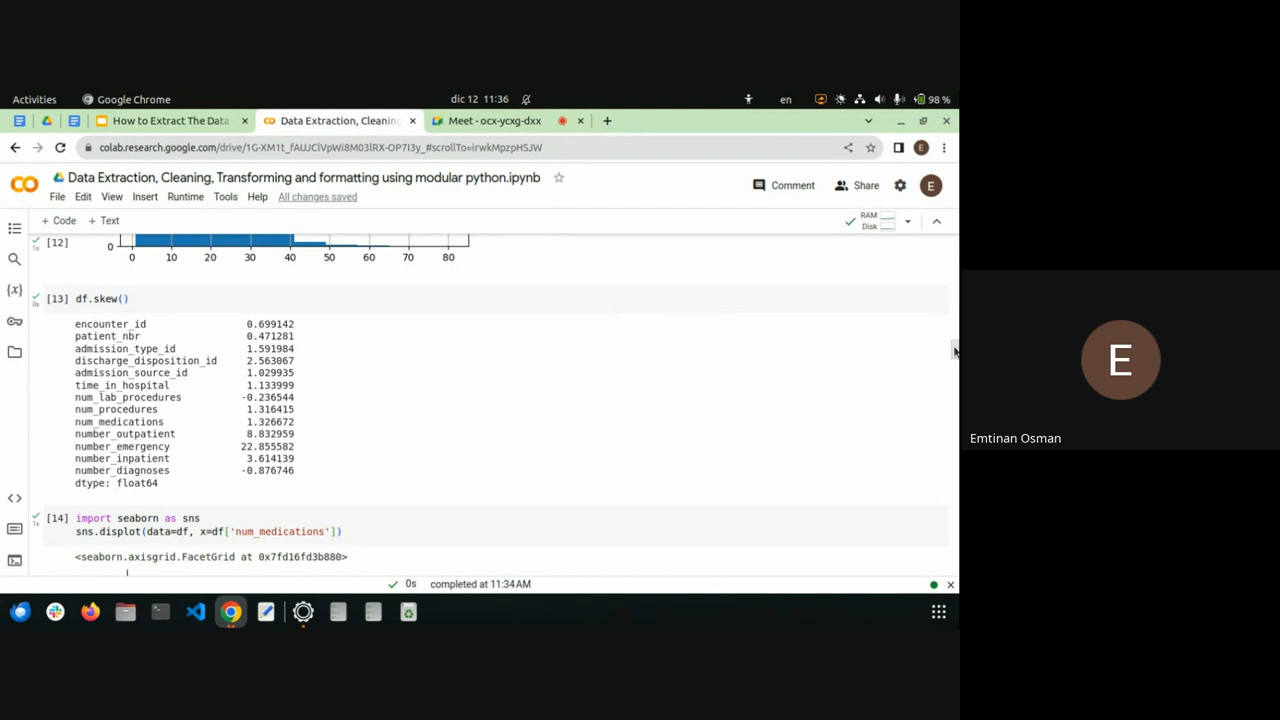 Activities
Google Chrome
dic 12 11:36
en
98 %
How to Extract The Data
Data Extraction, Cleanin
Meet - ocx-ycxg-dxx
colab.research.google.com/drive/1G-XM1t_fAUJClVpWi8M03lRX-OP7I3y_#scrollTo=irwkMpzpHSJW
E
Data Extraction, Cleaning, Transforming and formatting using modular python.ipynb
File Edit View Insert Runtime Tools Help All changes saved
Comment
Share
E
+ Code + Text
RAM
Disk
[12]
1s
0
0 10 20 30 40 50 60 70 80
[13] df.skew()
0s
encounter_id 0.699142
patient_nbr 0.471281
admission_type_id 1.591984
discharge_disposition_id 2.563067
admission_source_id 1.029935
time_in_hospital 1.133999
num_lab_procedures -0.236544
num_procedures 1.316415
num_medications 1.326672
number_outpatient 8.832959
number_emergency 22.855582
number_inpatient 3.614139
number_diagnoses -0.876746
dtype: float64
[14] import seaborn as sns
1s
sns.displot(data=df, x=df['num_medications'])
<seaborn.axisgrid.FacetGrid at 0x7fd16fd3b880>
0s completed at 11:34 AM
E
Emtinan Osman